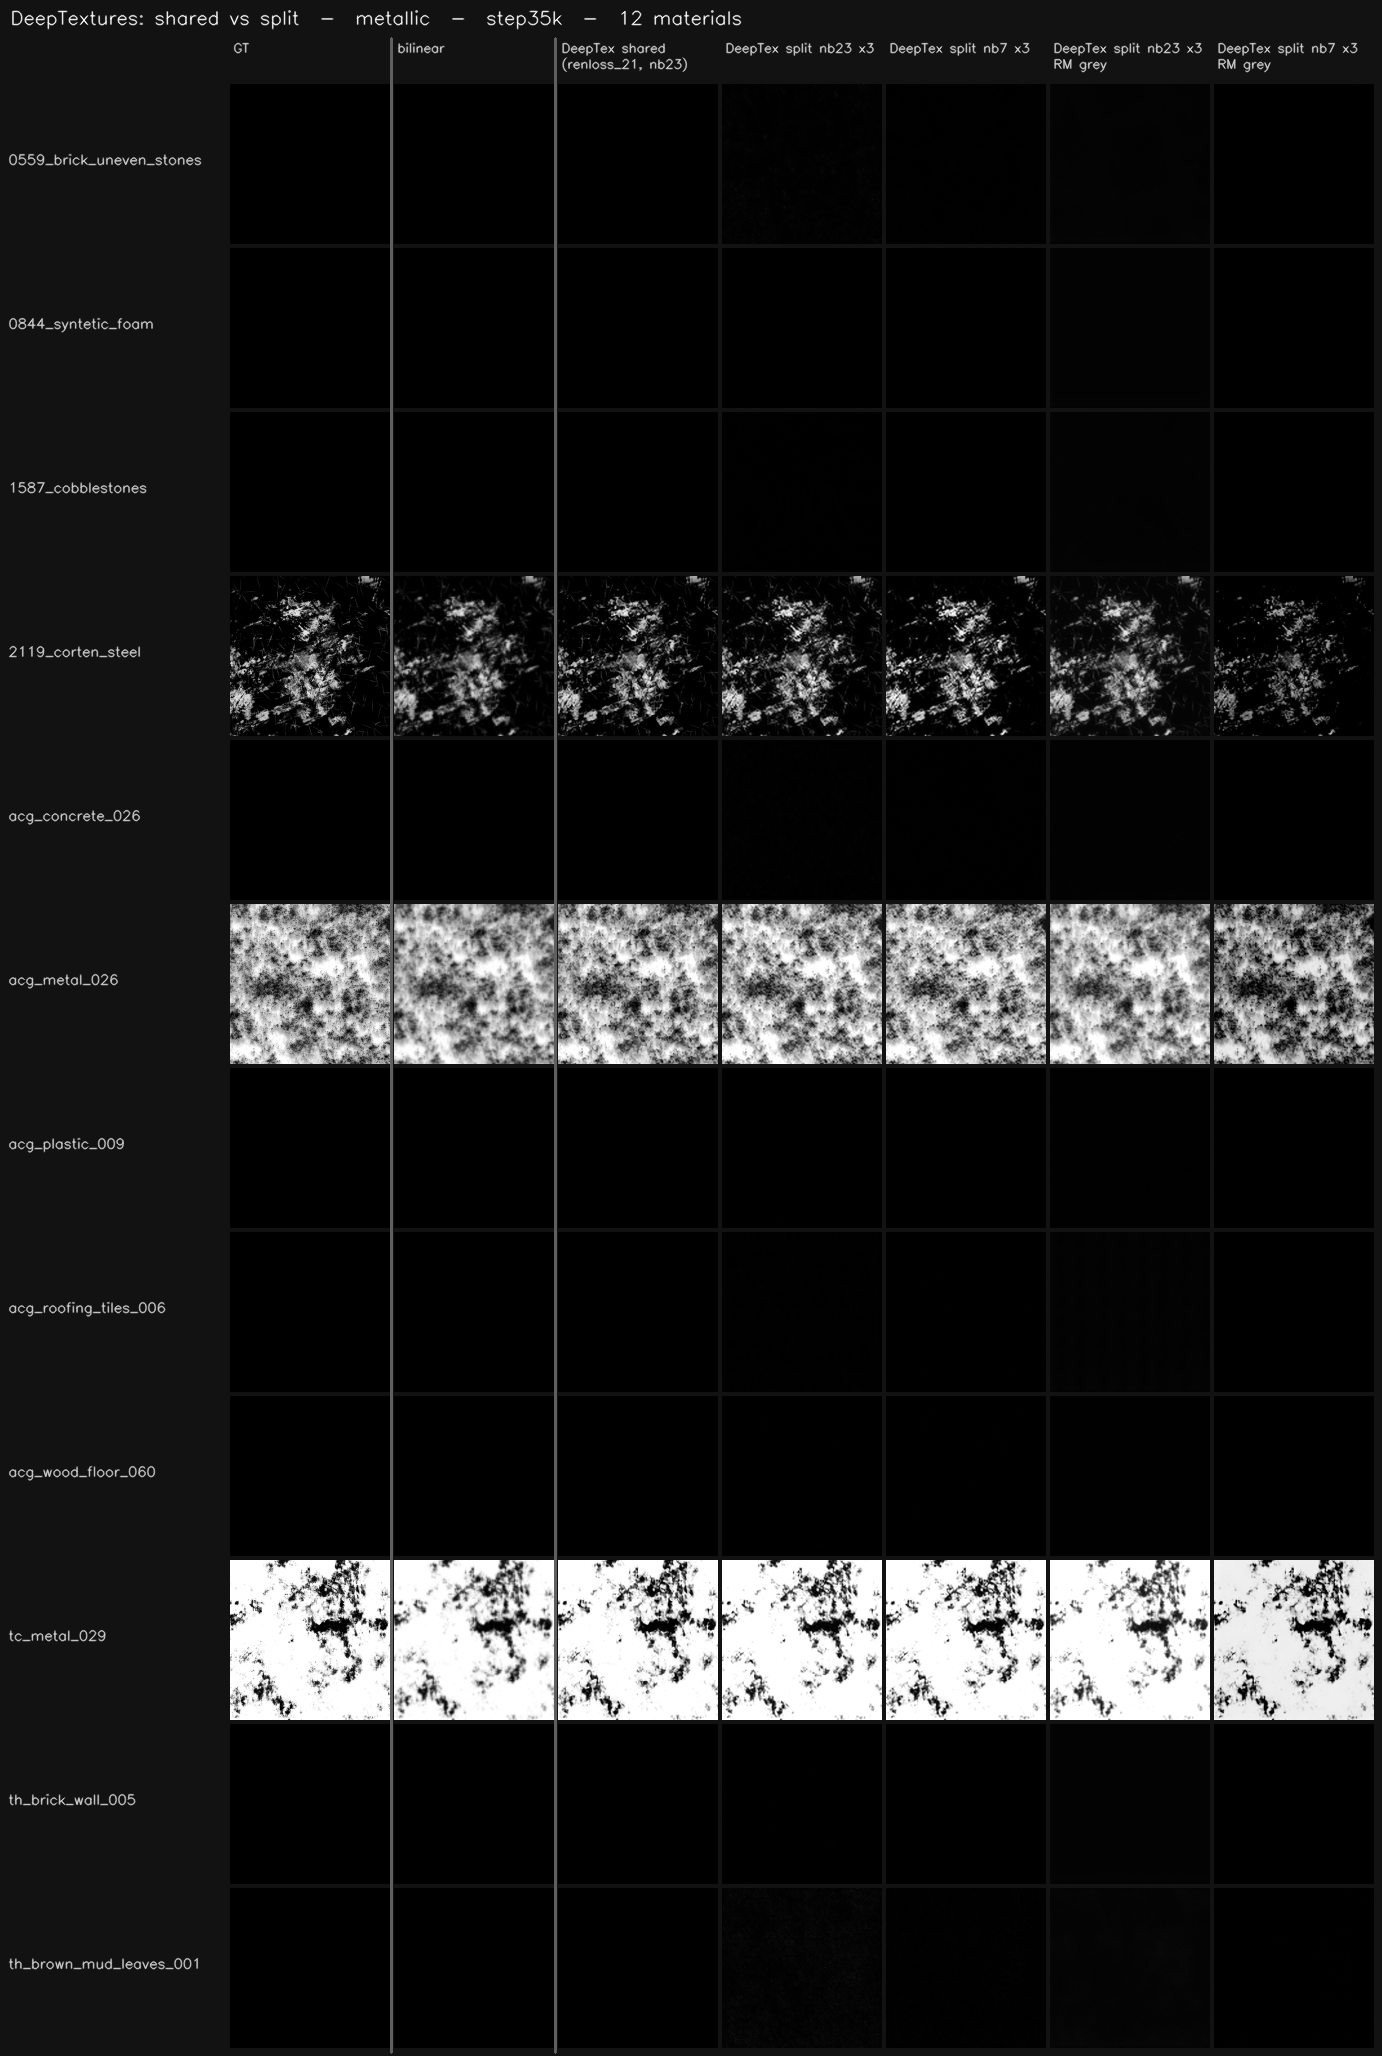 DeepTextures: shared vs split – metallic – step35k – 12 materials
GT
bilinear
DeepTex shared
(renloss_21, nb23)
DeepTex split nb23 x3
DeepTex split nb7 x3
DeepTex split nb23 x3
RM grey
DeepTex split nb7 x3
RM grey
0559_brick_uneven_stones
0844_syntetic_foam
1587_cobblestones
2119_corten_steel
acg_concrete_026
acg_metal_026
acg_plastic_009
acg_roofing_tiles_006
acg_wood_floor_060
tc_metal_029
th_brick_wall_005
th_brown_mud_leaves_001